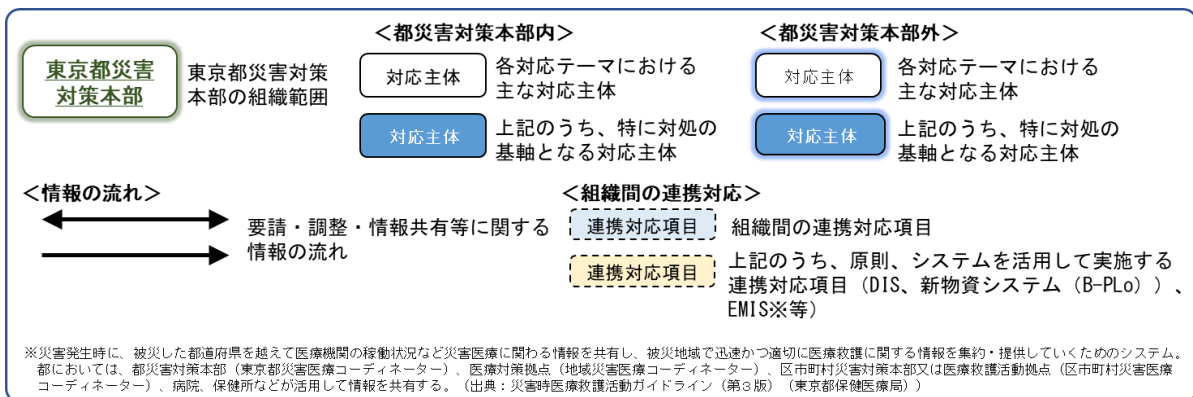 ＜都災害対策本部内＞
＜都災害対策本部外＞
東京都災害
対策本部
東京都災害対策
本部の組織範囲
対応主体
各対応テーマにおける
主な対応主体
対応主体
各対応テーマにおける
主な対応主体
対応主体
上記のうち、特に対処の
基軸となる対応主体
対応主体
上記のうち、特に対処の
基軸となる対応主体
＜情報の流れ＞
要請・調整・情報共有等に関する
情報の流れ
＜組織間の連携対応＞
連携対応項目
組織間の連携対応項目
連携対応項目
上記のうち、原則、システムを活用して実施する
連携対応項目（DIS、新物資システム（B-PLo））、
EMIS※等）
※災害発生時に、被災した都道府県を越えて医療機関の稼働状況など災害医療に関わる情報を共有し、被災地域で迅速かつ適切に医療救護に関する情報を集約・提供していくためのシステム。
都においては、都災害対策本部（東京都災害医療コーディネーター）、医療対策拠点（地域災害医療コーディネーター）、区市町村災害対策本部又は医療救護活動拠点（区市町村災害医療
コーディネーター）、病院、保健所などが活用して情報を共有する。（出典：災害時医療救護活動ガイドライン（第３版）（東京都保健医療局））